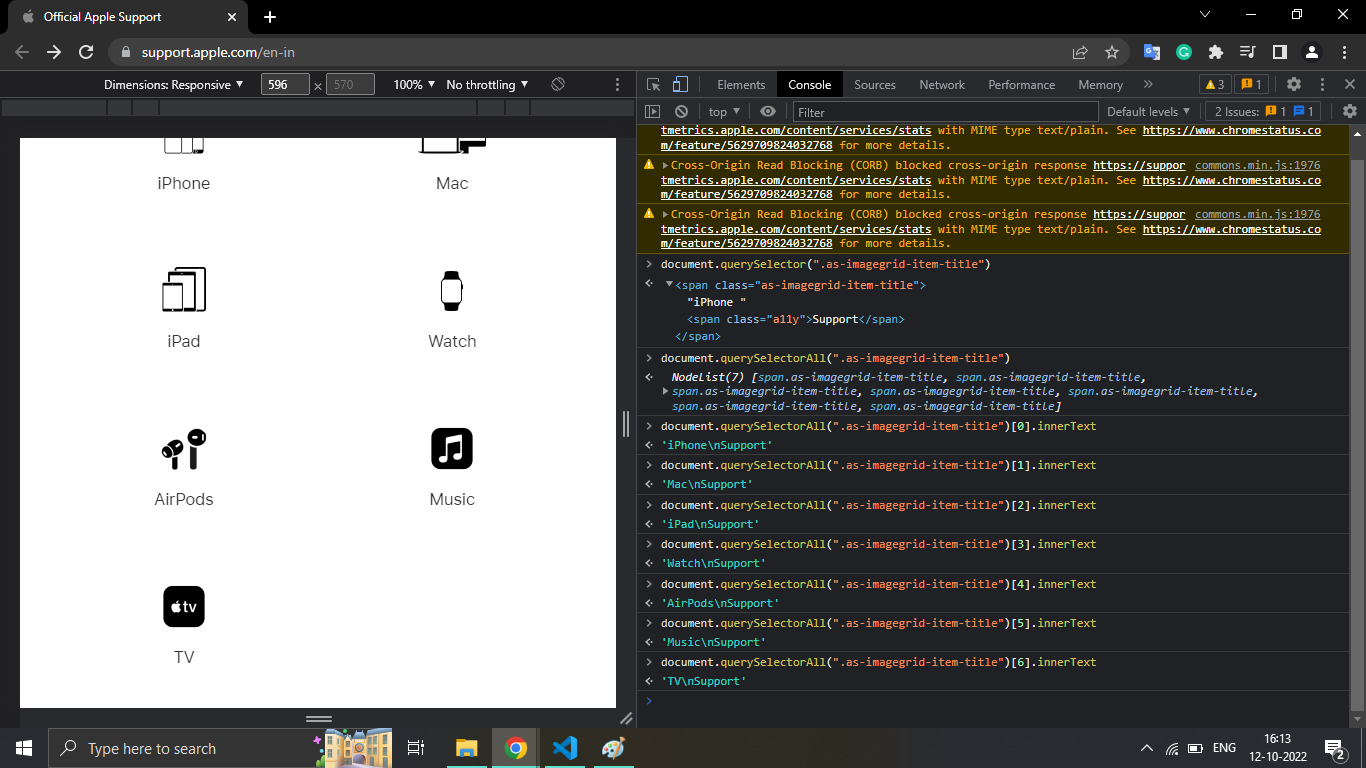 Official Apple Support
support.apple.com/en-in
Dimensions: Responsive ▼ 596 × 570 100% ▼ No throttling ▼
Elements Console Sources Network Performance Memory » 3 1
top ▼ Filter Default levels ▼ 2 Issues: 1 1
iPhone Mac
iPad Watch
AirPods Music
tv
TV
tmetrics.apple.com/content/services/stats with MIME type text/plain. See https://www.chromestatus.co
m/feature/5629709824032768 for more details.
Cross-Origin Read Blocking (CORB) blocked cross-origin response https://suppor commons.min.js:1976
tmetrics.apple.com/content/services/stats with MIME type text/plain. See https://www.chromestatus.co
m/feature/5629709824032768 for more details.
Cross-Origin Read Blocking (CORB) blocked cross-origin response https://suppor commons.min.js:1976
tmetrics.apple.com/content/services/stats with MIME type text/plain. See https://www.chromestatus.co
m/feature/5629709824032768 for more details.
document.querySelector(".as-imagegrid-item-title")
<span class="as-imagegrid-item-title">
"iPhone "
<span class="a11y">Support</span>
</span>
document.querySelectorAll(".as-imagegrid-item-title")
NodeList(7) [span.as-imagegrid-item-title, span.as-imagegrid-item-title,
span.as-imagegrid-item-title, span.as-imagegrid-item-title, span.as-imagegrid-item-title,
span.as-imagegrid-item-title, span.as-imagegrid-item-title]
document.querySelectorAll(".as-imagegrid-item-title")[0].innerText
'iPhone\nSupport'
document.querySelectorAll(".as-imagegrid-item-title")[1].innerText
'Mac\nSupport'
document.querySelectorAll(".as-imagegrid-item-title")[2].innerText
'iPad\nSupport'
document.querySelectorAll(".as-imagegrid-item-title")[3].innerText
'Watch\nSupport'
document.querySelectorAll(".as-imagegrid-item-title")[4].innerText
'AirPods\nSupport'
document.querySelectorAll(".as-imagegrid-item-title")[5].innerText
'Music\nSupport'
document.querySelectorAll(".as-imagegrid-item-title")[6].innerText
'TV\nSupport'
Type here to search
ENG
16:13
12-10-2022
2